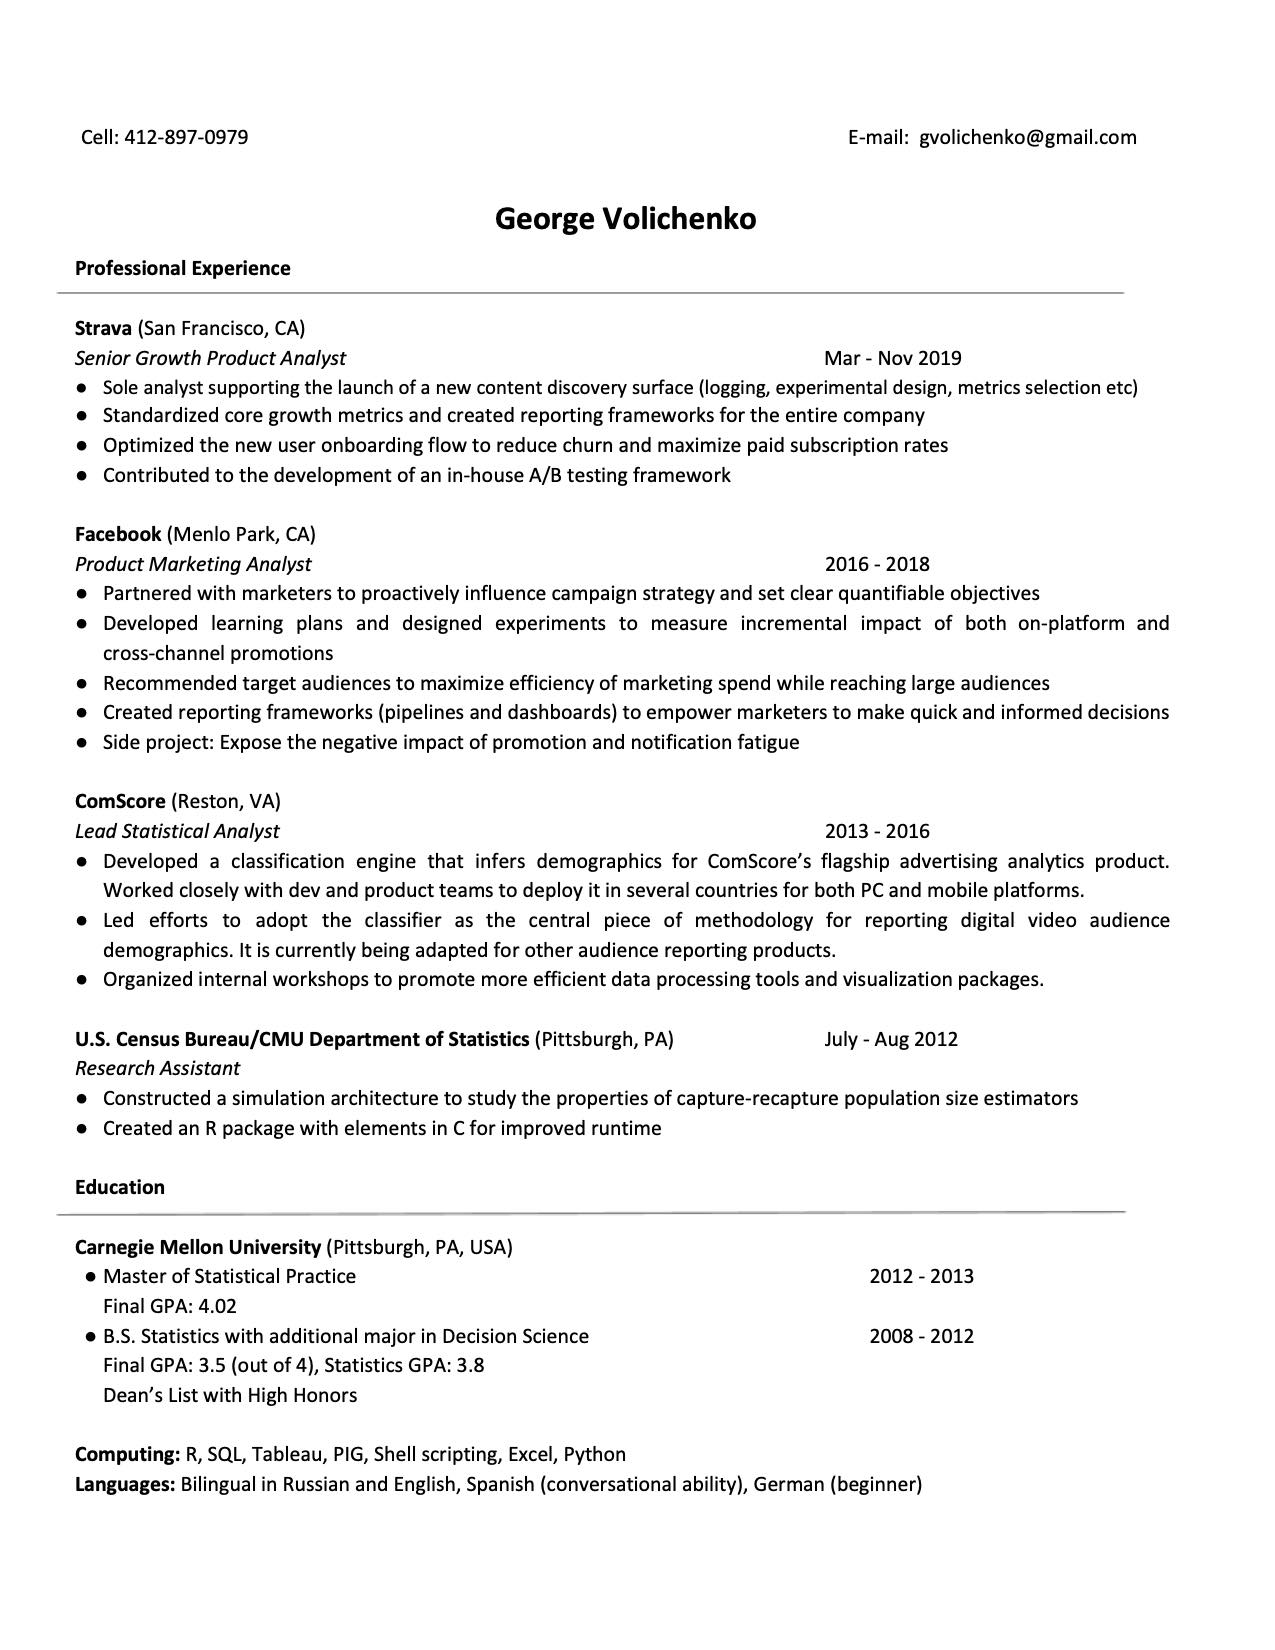 Cell: 412-897-0979 E-mail: gvolichenko@gmail.com
George Volichenko
Professional Experience
Strava (San Francisco, CA)
Senior Growth Product Analyst Mar - Nov 2019
● Sole analyst supporting the launch of a new content discovery surface (logging, experimental design, metrics selection etc)
● Standardized core growth metrics and created reporting frameworks for the entire company
● Optimized the new user onboarding flow to reduce churn and maximize paid subscription rates
● Contributed to the development of an in-house A/B testing framework
Facebook (Menlo Park, CA)
Product Marketing Analyst 2016 - 2018
● Partnered with marketers to proactively influence campaign strategy and set clear quantifiable objectives
● Developed learning plans and designed experiments to measure incremental impact of both on-platform and
cross-channel promotions
● Recommended target audiences to maximize efficiency of marketing spend while reaching large audiences
● Created reporting frameworks (pipelines and dashboards) to empower marketers to make quick and informed decisions
● Side project: Expose the negative impact of promotion and notification fatigue
ComScore (Reston, VA)
Lead Statistical Analyst 2013 - 2016
● Developed a classification engine that infers demographics for ComScore’s flagship advertising analytics product.
Worked closely with dev and product teams to deploy it in several countries for both PC and mobile platforms.
● Led efforts to adopt the classifier as the central piece of methodology for reporting digital video audience
demographics. It is currently being adapted for other audience reporting products.
● Organized internal workshops to promote more efficient data processing tools and visualization packages.
U.S. Census Bureau/CMU Department of Statistics (Pittsburgh, PA) July - Aug 2012
Research Assistant
● Constructed a simulation architecture to study the properties of capture-recapture population size estimators
● Created an R package with elements in C for improved runtime
Education
Carnegie Mellon University (Pittsburgh, PA, USA)
● Master of Statistical Practice 2012 - 2013
Final GPA: 4.02
● B.S. Statistics with additional major in Decision Science 2008 - 2012
Final GPA: 3.5 (out of 4), Statistics GPA: 3.8
Dean’s List with High Honors
Computing: R, SQL, Tableau, PIG, Shell scripting, Excel, Python
Languages: Bilingual in Russian and English, Spanish (conversational ability), German (beginner)